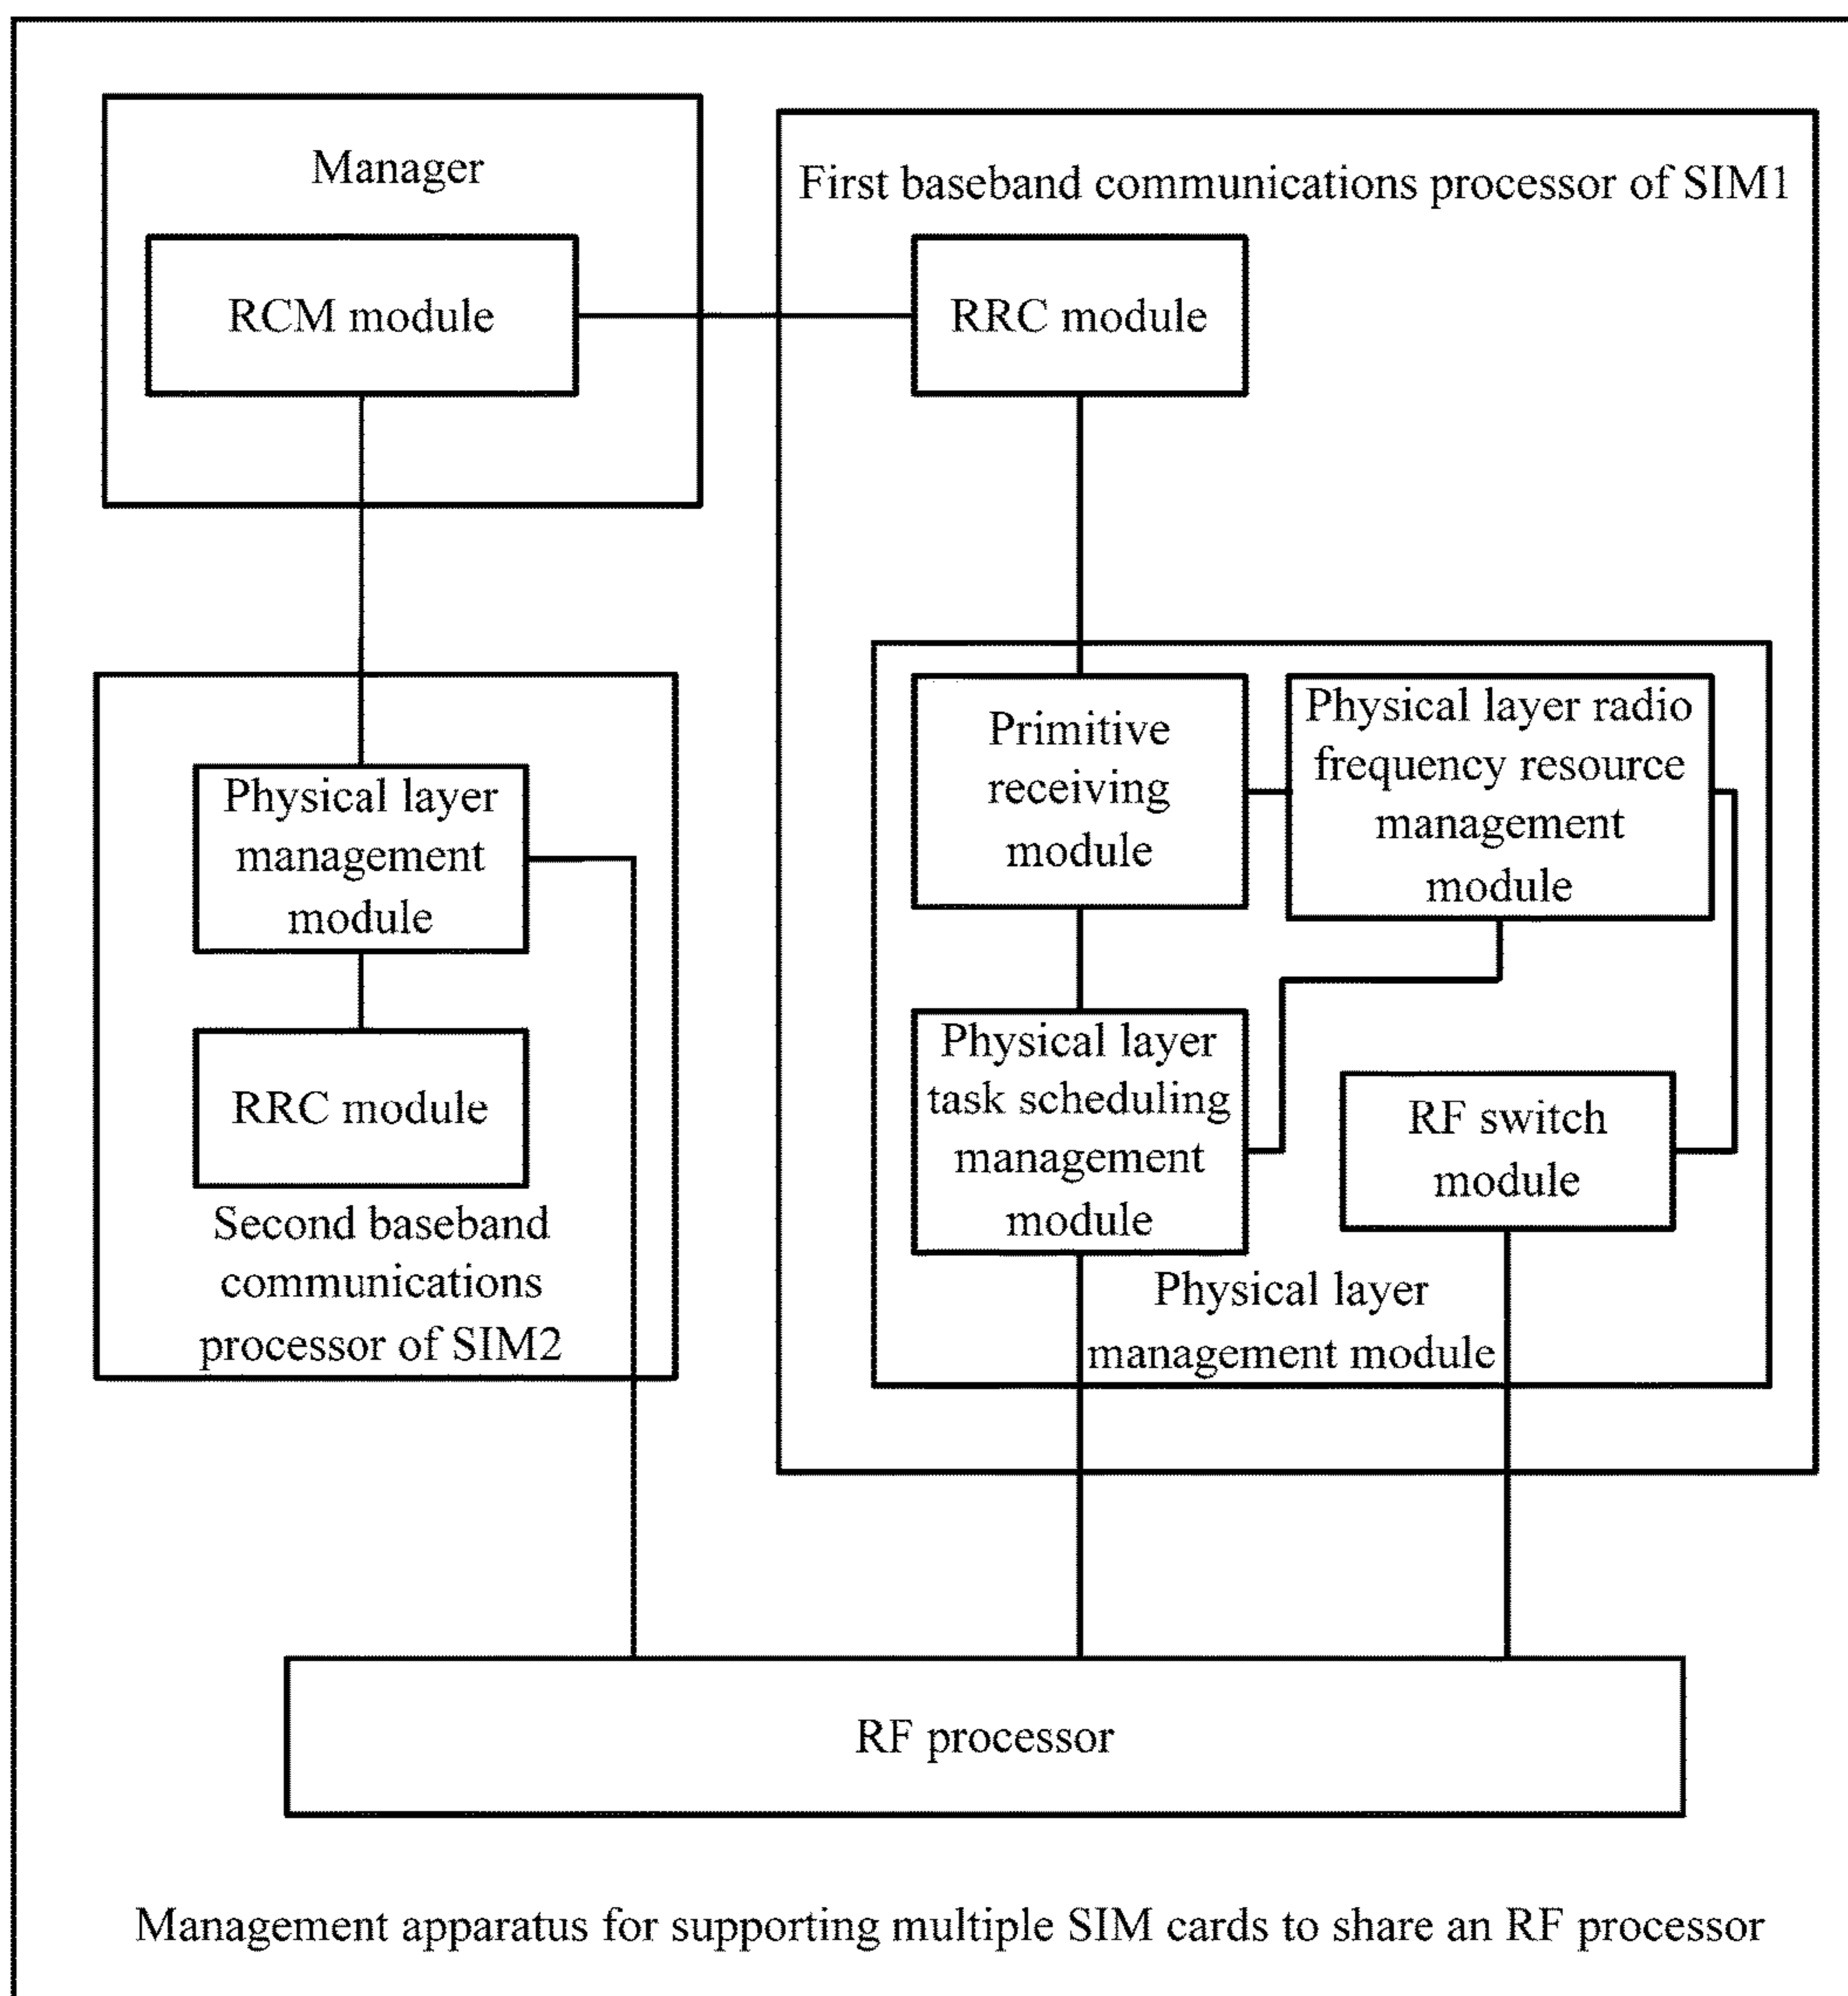 Manager
RCM module
First baseband communications processor of SIM1
RRC module
Physical layer
management
module
RRC module
Second baseband
communications
processor of SIM2
Primitive
receiving
module
Physical layer radio
frequency resource
management
module
Physical layer
task scheduling
management
module
RF switch
module
Physical layer
management module
RF processor
Management apparatus for supporting multiple SIM cards to share an RF processor